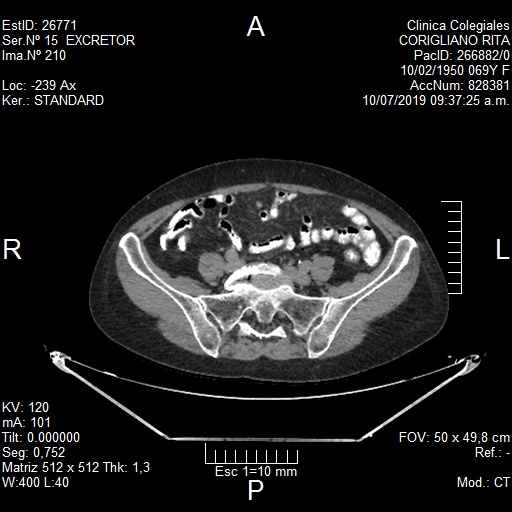 EstID: 26771
Ser.Nº 15 EXCRETOR
Ima.Nº 210
Loc: -239 Ax
Ker.: STANDARD
A
Clinica Colegiales
CORIGLIANO RITA
PacID: 266882/0
10/02/1950 069Y F
AccNum: 828381
10/07/2019 09:37:25 a.m.
R
L
KV: 120
mA: 101
Tilt: 0.000000
Seg: 0,752
Matriz 512 x 512 Thk: 1,3
W:400 L:40
Esc 1=10 mm
P
FOV: 50 x 49,8 cm
Ref.: -
Mod.: CT